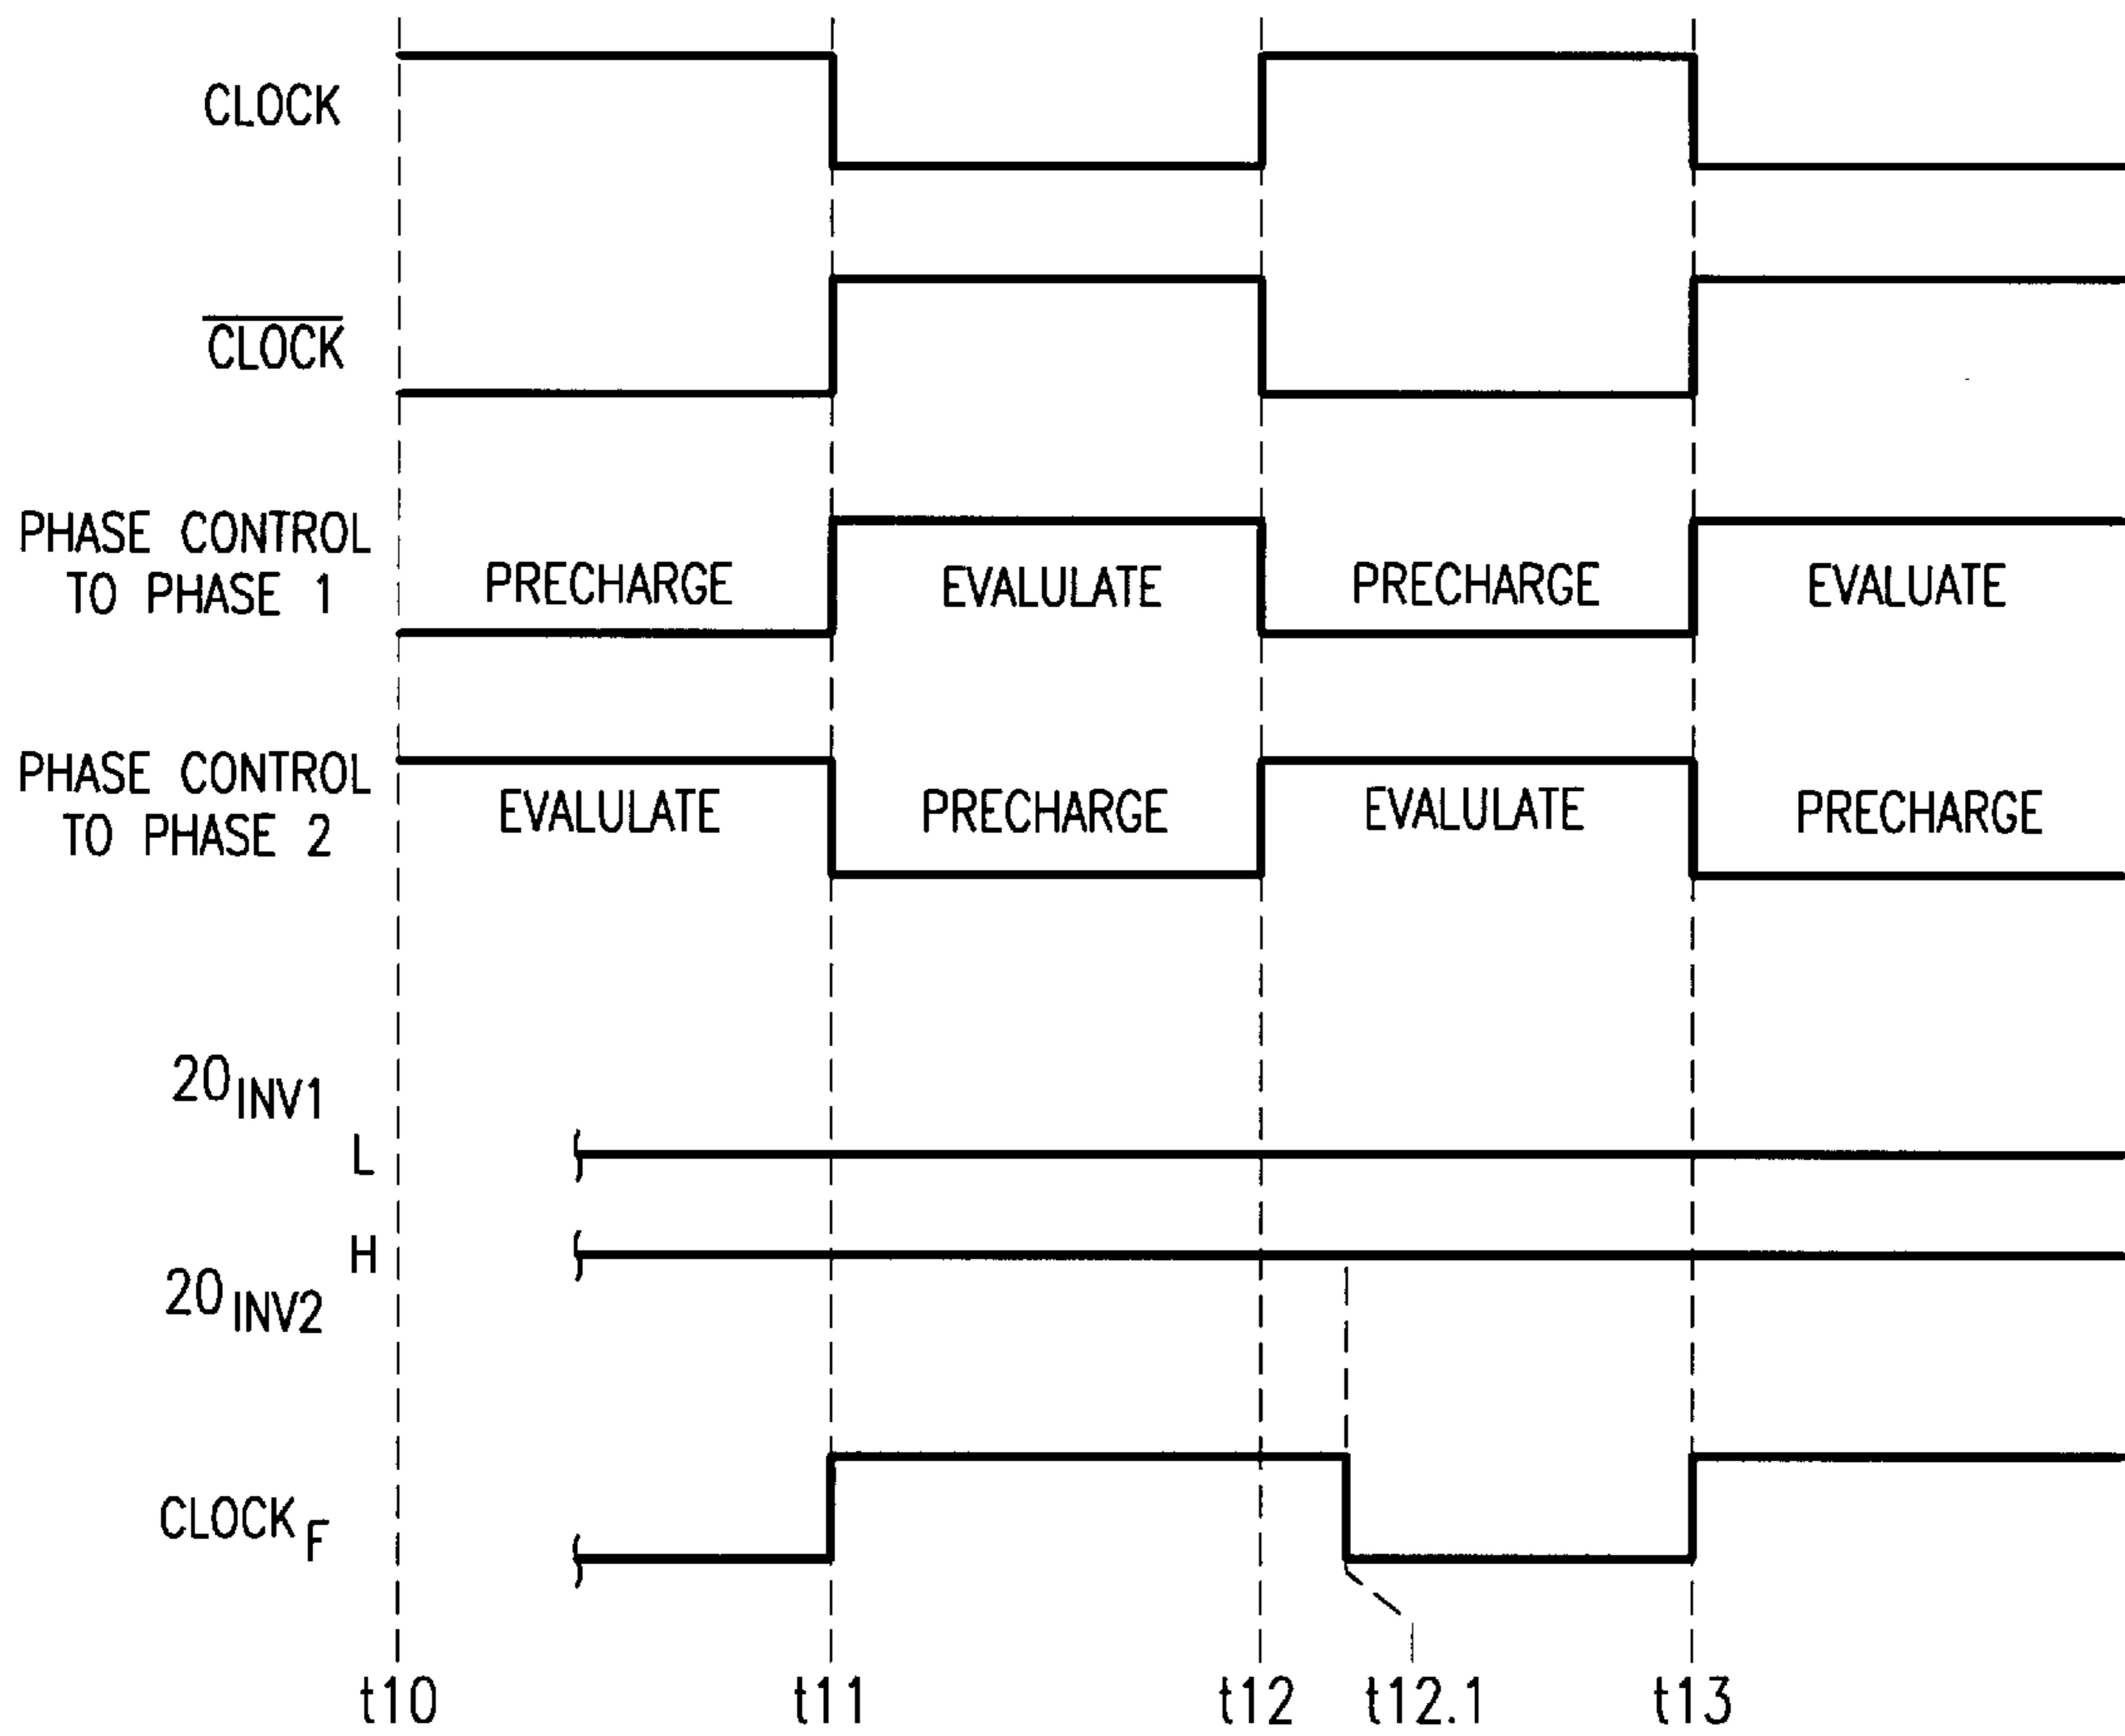 CLOCK
CLOCK
PHASE CONTROL
TO PHASE 1
PRECHARGE
EVALULATE
PRECHARGE
EVALUATE
PHASE CONTROL
TO PHASE 2
EVALULATE
PRECHARGE
EVALULATE
PRECHARGE
20INV1
L
H
20INV2
CLOCKF
t10
t11
t12
t12.1
t13